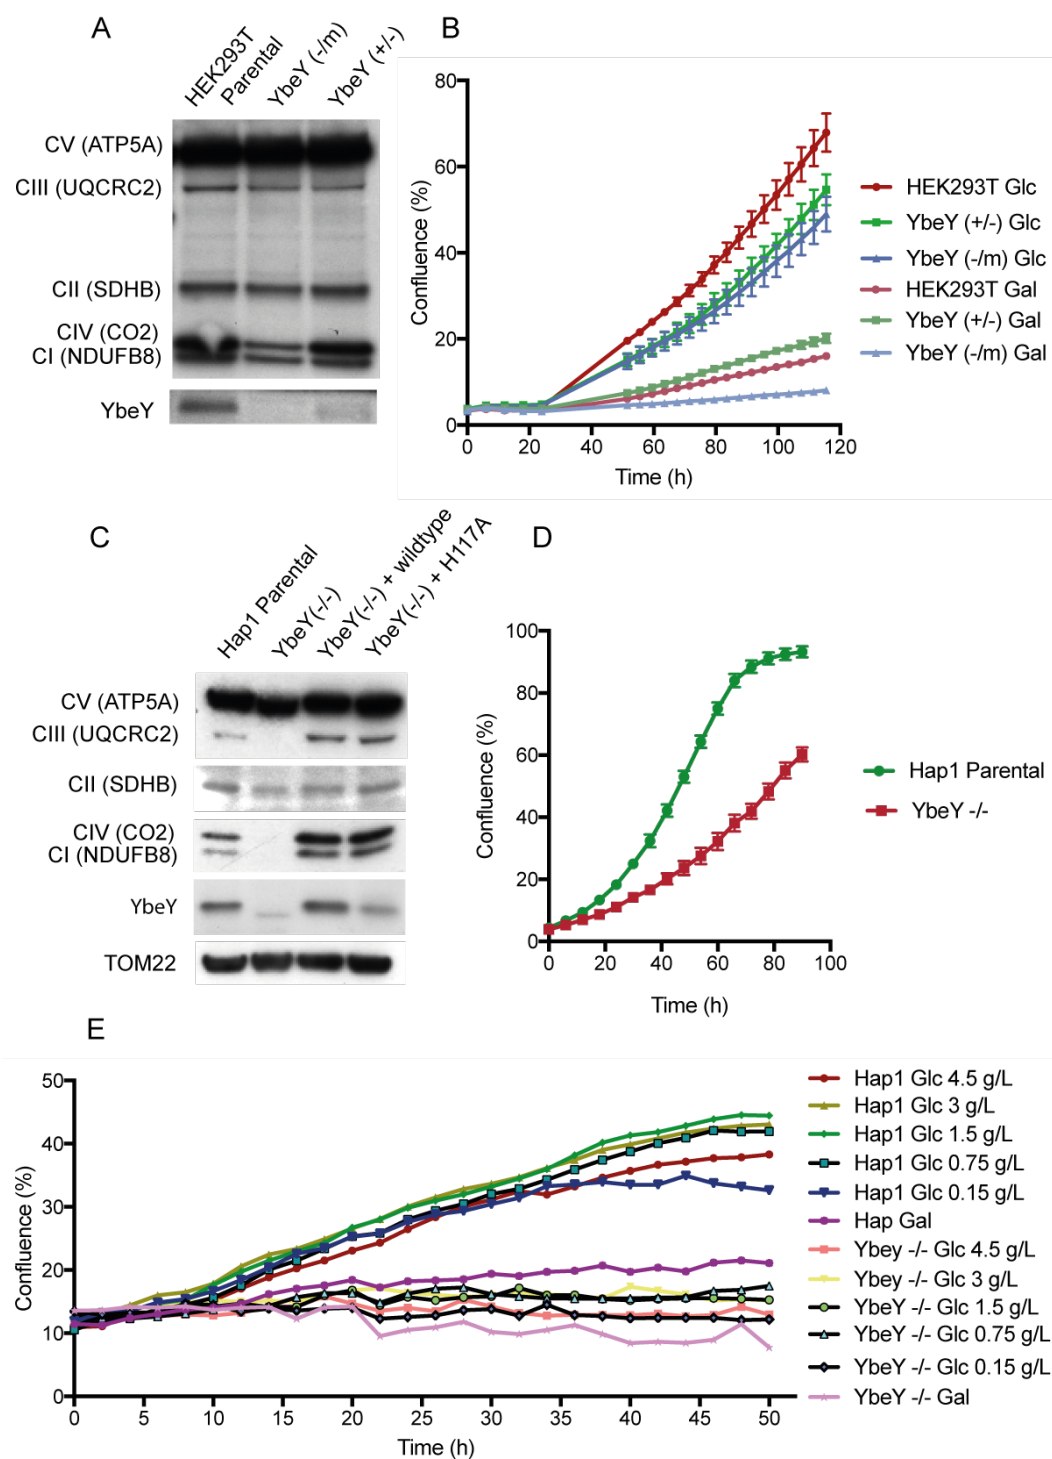 A
HEK293T
Parental
YbeY (-/m)
YbeY (+/-)
CV (ATP5A)
CIII (UQCRC2)
CII (SDHB)
CIV (CO2)
CI (NDUFB8)
YbeY
B
80
60
40
20
0
0 20 40 60 80 100 120
Confluence (%)
Time (h)
HEK293T Glc
YbeY (+/-) Glc
YbeY (-/m) Glc
HEK293T Gal
YbeY (+/-) Gal
YbeY (-/m) Gal
C
Hap1 Parental
YbeY(-/-)
YbeY(-/-) + wildtype
YbeY(-/-) + H117A
CV (ATP5A)
CIII (UQCRC2)
CII (SDHB)
CIV (CO2)
CI (NDUFB8)
YbeY
TOM22
D
100
80
60
40
20
0
0 20 40 60 80 100
Confluence (%)
Time (h)
Hap1 Parental
YbeY -/-
E
50
40
30
20
10
0
0 5 10 15 20 25 30 35 40 45 50
Confluence (%)
Time (h)
Hap1 Glc 4.5 g/L
Hap1 Glc 3 g/L
Hap1 Glc 1.5 g/L
Hap1 Glc 0.75 g/L
Hap1 Glc 0.15 g/L
Hap Gal
Ybey -/- Glc 4.5 g/L
Ybey -/- Glc 3 g/L
YbeY -/- Glc 1.5 g/L
YbeY -/- Glc 0.75 g/L
YbeY -/- Glc 0.15 g/L
YbeY -/- Gal